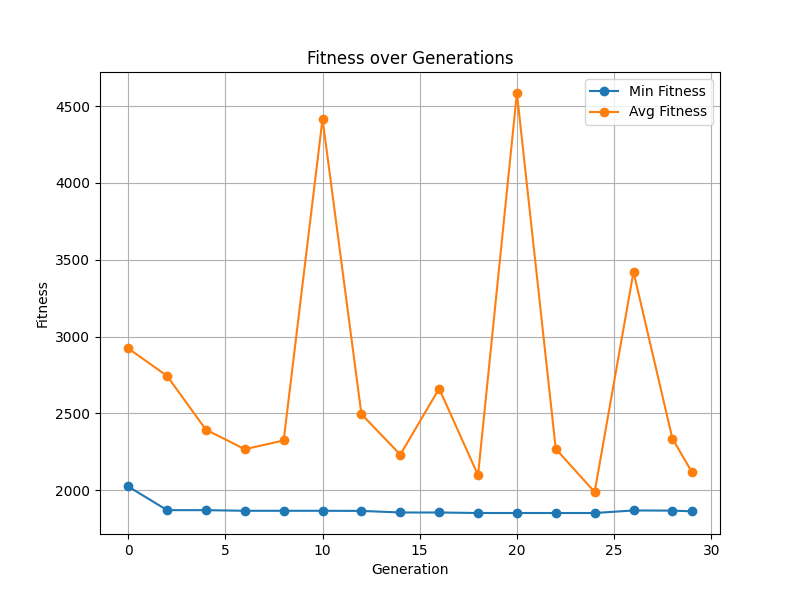 Fitness over Generations
Min Fitness
Avg Fitness
4500
4000
3500
3000
2500
2000
Fitness
0 5 10 15 20 25 30
Generation